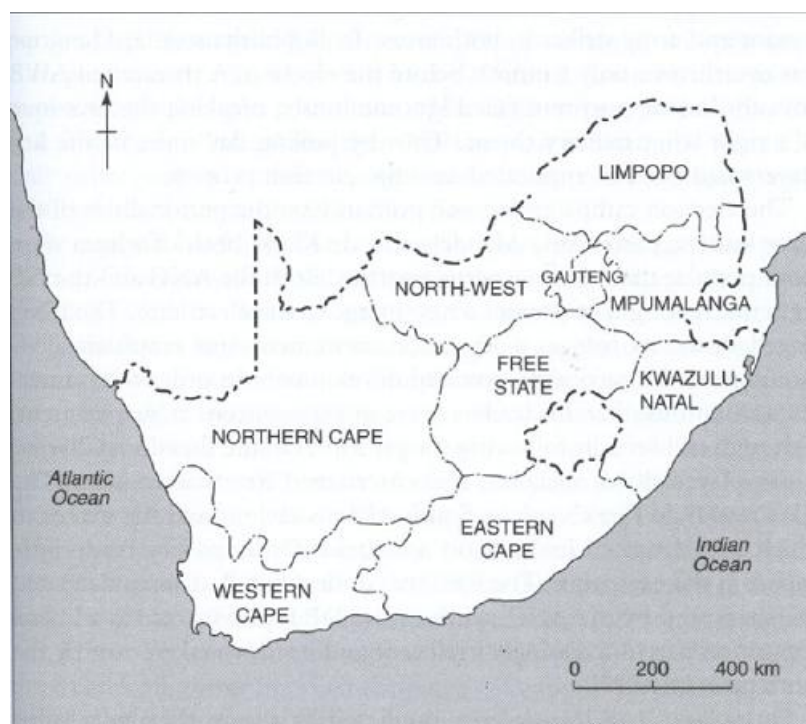 N
LIMPOPO
GAUTENG
NORTH-WEST
MPUMALANGA
FREE
STATE
KWAZULU-
NATAL
NORTHERN CAPE
Atlantic
Ocean
EASTERN
CAPE
Indian
Ocean
WESTERN
CAPE
0 200 400 km